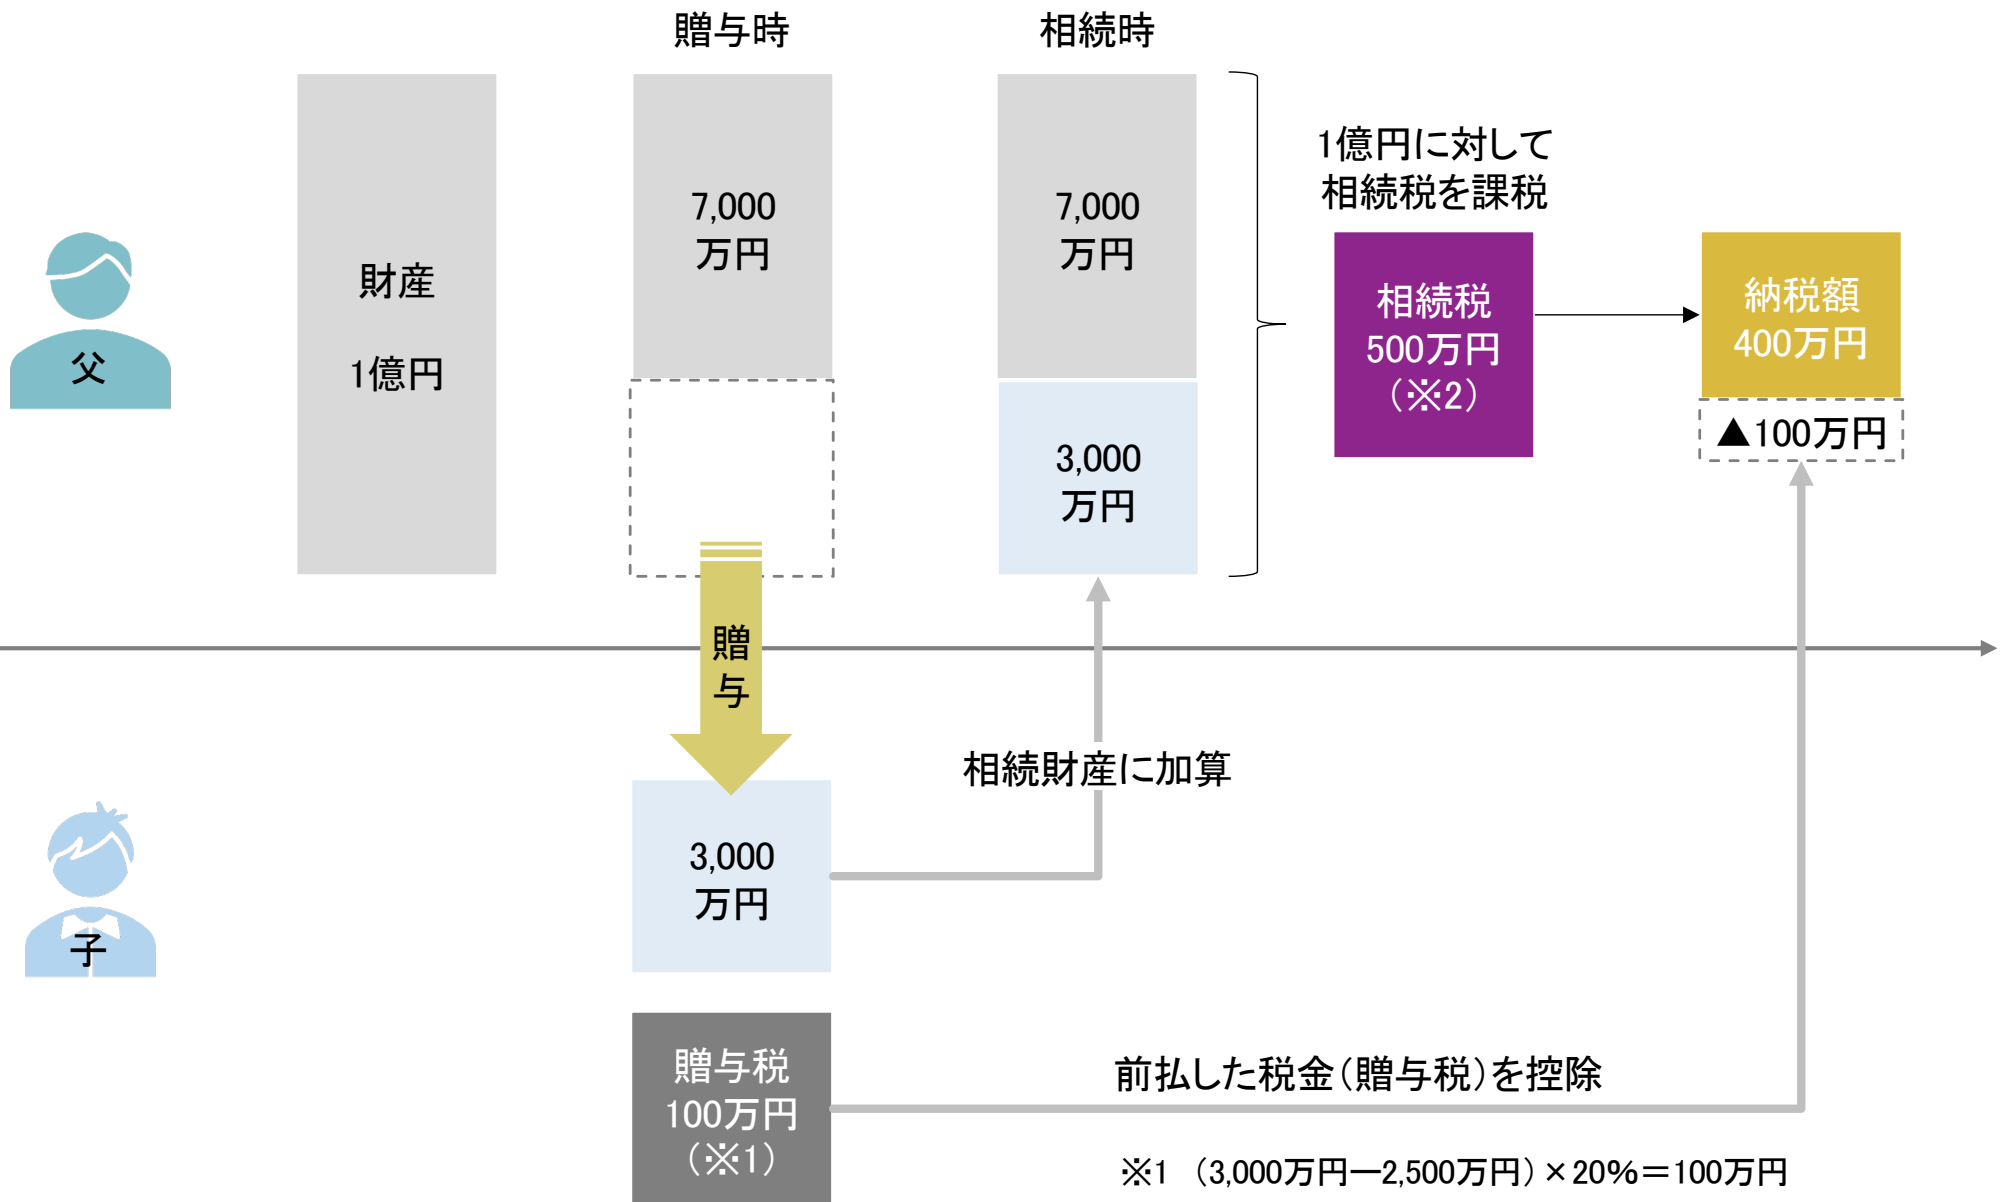 贈与時
相続時
財産
1億円
7,000
万円
7,000
万円
3,000
万円
1億円に対して
相続税を課税
相続税
500万円
(※2)
納税額
400万円
▲100万円
父
贈
与
相続財産に加算
3,000
万円
子
贈与税
100万円
(※1)
前払した税金(贈与税)を控除
※1 (3,000万円ー2,500万円)×20%=100万円